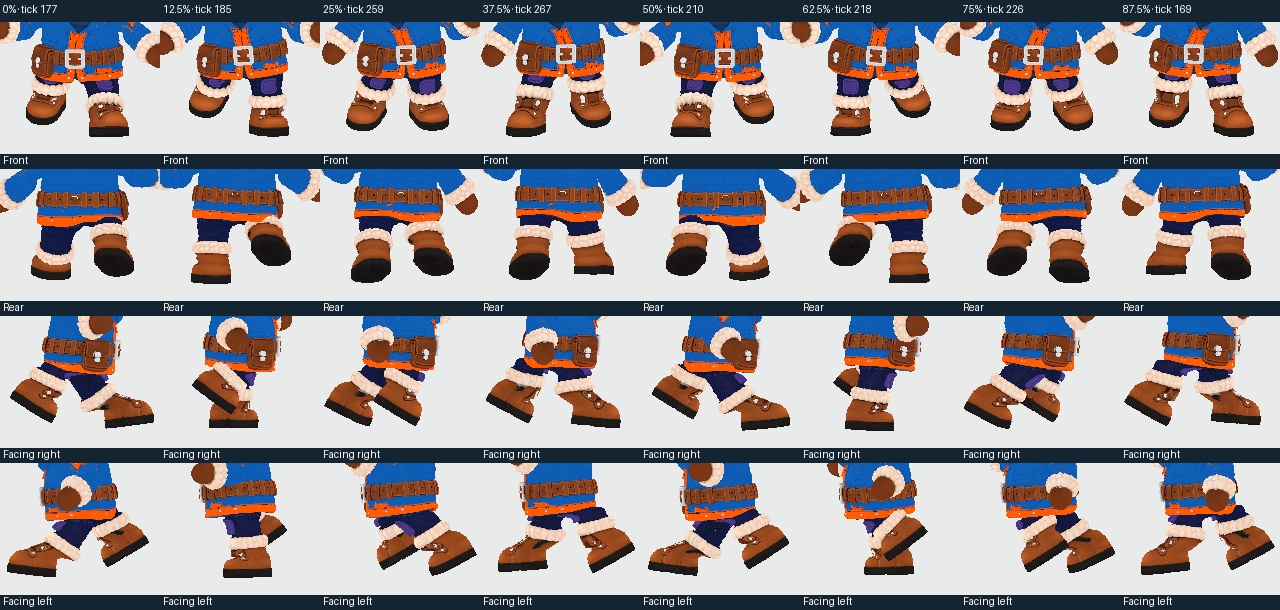 0%·tick 177 12.5%·tick 185 25%·tick 259 37.5%·tick 267 50%·tick 210 62.5%·tick 218 75%·tick 226 87.5%·tick 169
Front Front Front Front Front Front Front Front
Rear Rear Rear Rear Rear Rear Rear Rear
Facing right Facing right Facing right Facing right Facing right Facing right Facing right Facing right
Facing left Facing left Facing left Facing left Facing left Facing left Facing left Facing left